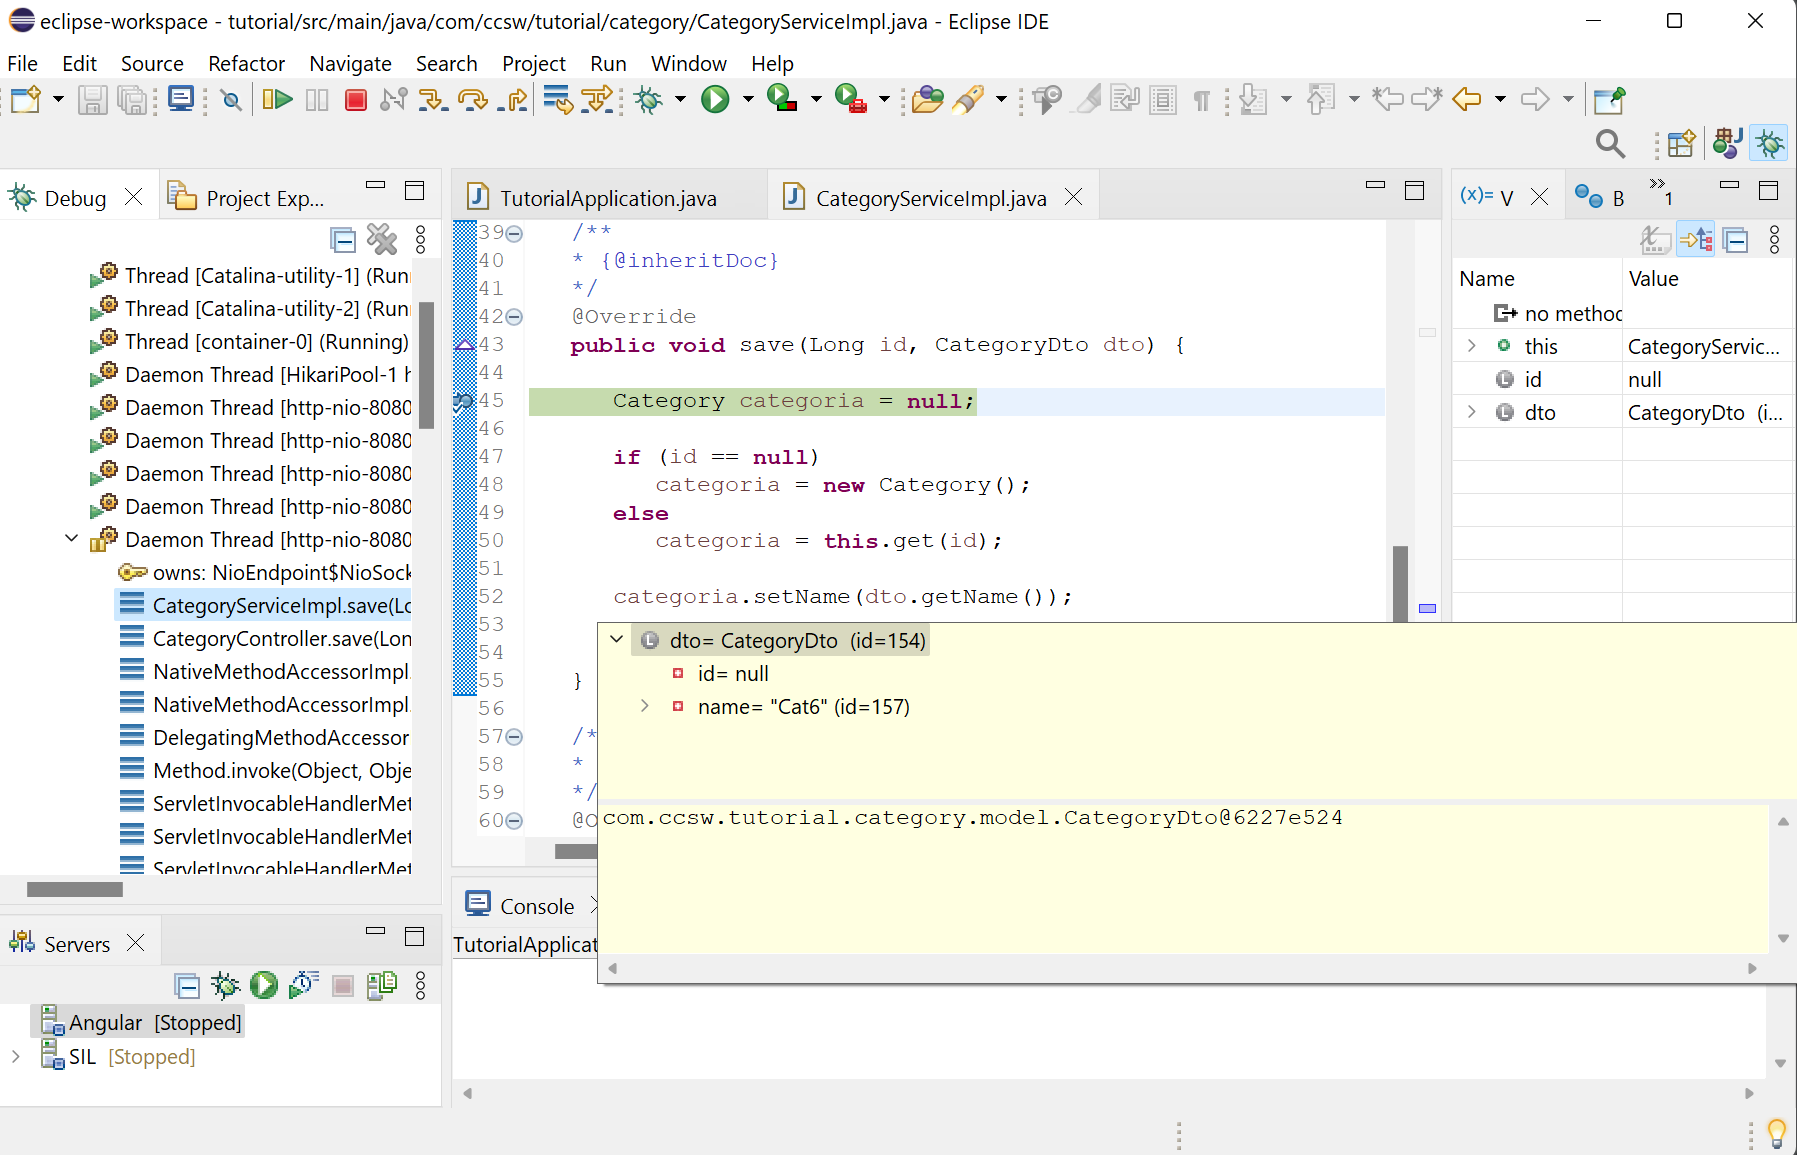 eclipse-workspace - tutorial/src/main/java/com/ccsw/tutorial/category/CategoryServiceImpl.java - Eclipse IDE
File Edit Source Refactor Navigate Search Project Run Window Help
Debug
Project Exp...
Thread [Catalina-utility-1] (Run
Thread [Catalina-utility-2] (Run
Thread [container-0] (Running)
Daemon Thread [HikariPool-1 h
Daemon Thread [http-nio-8080
Daemon Thread [http-nio-8080
Daemon Thread [http-nio-8080
Daemon Thread [http-nio-8080
Daemon Thread [http-nio-8080
owns: NioEndpoint$NioSock
CategoryServiceImpl.save(Lo
CategoryController.save(Lon
NativeMethodAccessorImpl.
NativeMethodAccessorImpl.
DelegatingMethodAccessor
Method.invoke(Object, Obje
ServletInvocableHandlerMet
ServletInvocableHandlerMet
ServletInvocableHandlerMet
Servers
Angular [Stopped]
SIL [Stopped]
TutorialApplication.java
CategoryServiceImpl.java
39 /**
40 * {@inheritDoc}
41 */
42 @Override
43 public void save(Long id, CategoryDto dto) {
44
45 Category categoria = null;
46
47 if (id == null)
48 categoria = new Category();
49 else
50 categoria = this.get(id);
51
52 categoria.setName(dto.getName());
53
54
55 }
56
57 /*
58 *
59 */
60 @O
dto= CategoryDto (id=154)
id= null
name= "Cat6" (id=157)
com.ccsw.tutorial.category.model.CategoryDto@6227e524
Console
TutorialApplicat
(x)= V
B
»1
Name Value
no method
this CategoryServic...
id null
dto CategoryDto (i...